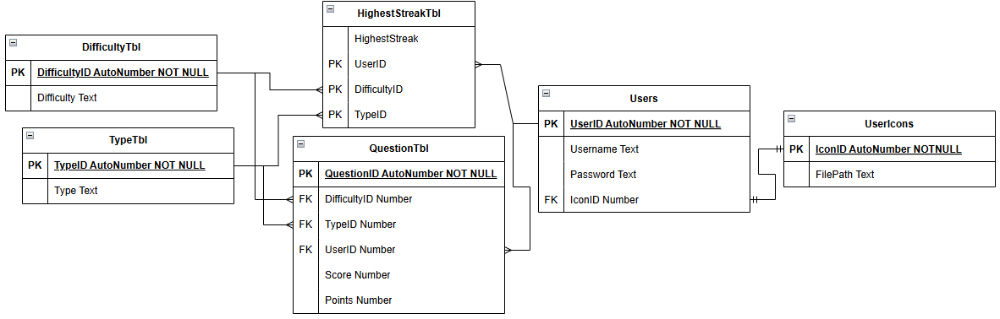 DifficultyTbl
PK DifficultyID AutoNumber NOT NULL
Difficulty Text
TypeTbl
PK TypeID AutoNumber NOT NULL
Type Text
HighestStreakTbl
HighestStreak
PK UserID
PK DifficultyID
PK TypeID
QuestionTbl
PK QuestionID AutoNumber NOT NULL
FK DifficultyID Number
FK TypeID Number
FK UserID Number
Score Number
Points Number
Users
PK UserID AutoNumber NOT NULL
Username Text
Password Text
FK IconID Number
UserIcons
PK IconID AutoNumber NOTNULL
FilePath Text